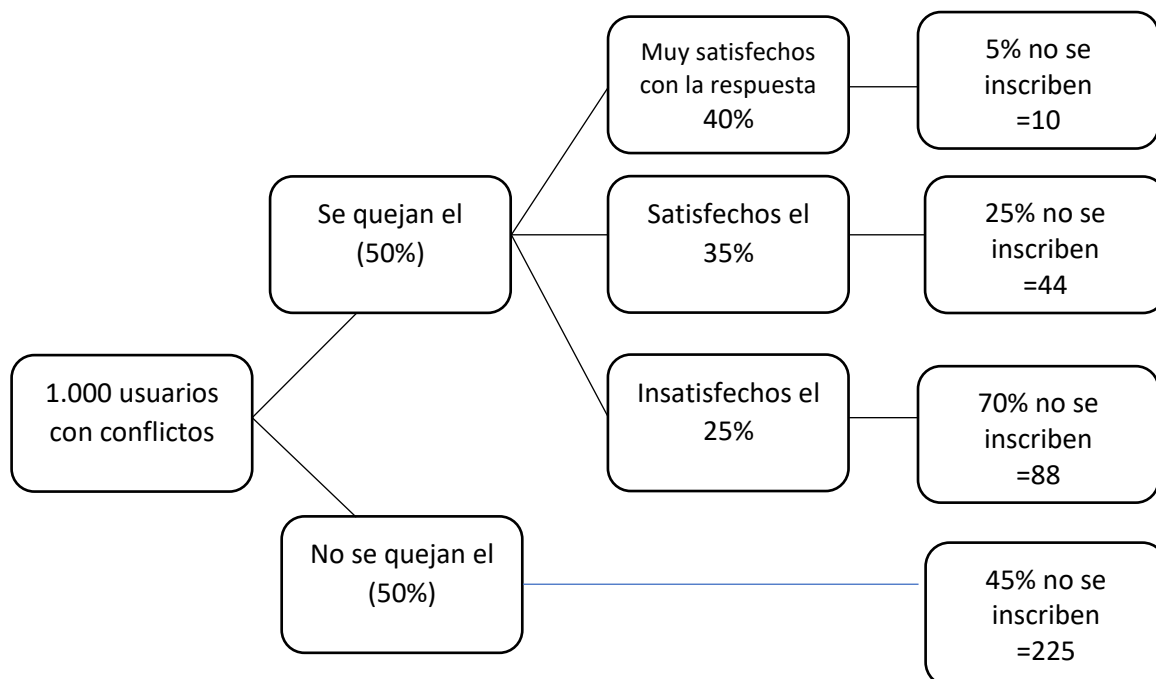 1.000 usuarios
con conflictos
Se quejan el
(50%)
Muy satisfechos
con la respuesta
40%
5% no se
inscriben
=10
Satisfechos el
35%
25% no se
inscriben
=44
Insatisfechos el
25%
70% no se
inscriben
=88
No se quejan el
(50%)
45% no se
inscriben
=225